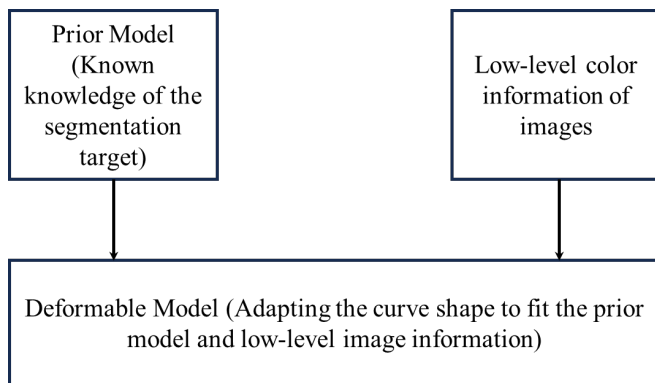 Prior Model
(Known
knowledge of the
segmentation
target)
Low-level color
information of
images
Deformable Model (Adapting the curve shape to fit the prior
model and low-level image information)